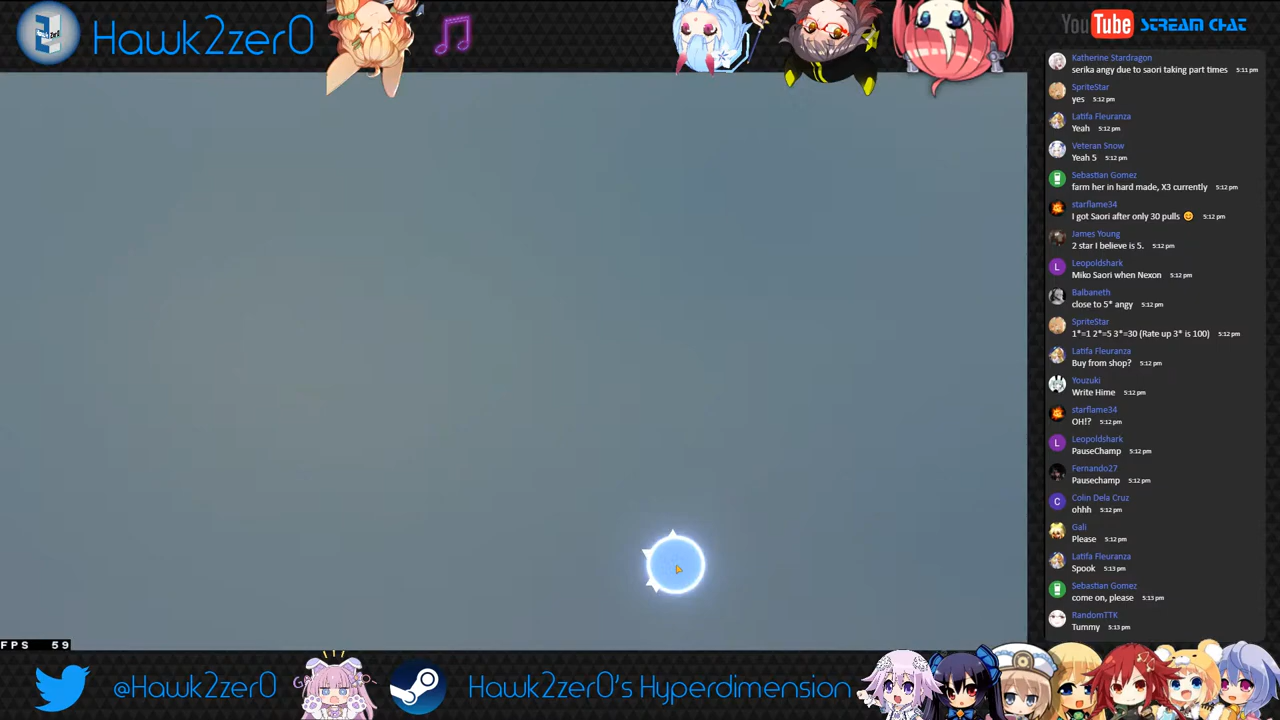 Hawk2zer0
You Tube STREAM CHAT
Katherine Stardragon
serika angy due to saori taking part times 5:11 pm
SpriteStar
yes 5:12 pm
Latifa Fleuranza
Yeah 5:12 pm
Veteran Snow
Yeah 5 5:12 pm
Sebastian Gomez
farm her in hard made, X3 currently 5:12 pm
starflame34
I got Saori after only 30 pulls 5:12 pm
James Young
2 star I believe is 5. 5:12 pm
L Leopoldshark
Miko Saori when Nexon 5:12 pm
Balbaneth
close to 5* angy 5:12 pm
SpriteStar
1*=1 2*=5 3*=30 (Rate up 3* is 100) 5:12 pm
Latifa Fleuranza
Buy from shop? 5:12 pm
Youzuki
Write Hime 5:12 pm
starflame34
OH!? 5:12 pm
L Leopoldshark
PauseChamp 5:12 pm
Fernando27
Pausechamp 5:12 pm
C Colin Dela Cruz
ohhh 5:12 pm
Gali
Please 5:12 pm
Latifa Fleuranza
Spook 5:13 pm
Sebastian Gomez
come on, please 5:13 pm
RandomTTK
Tummy 5:13 pm
FPS 59
@Hawk2zer0
Hawk2zer0's Hyperdimension